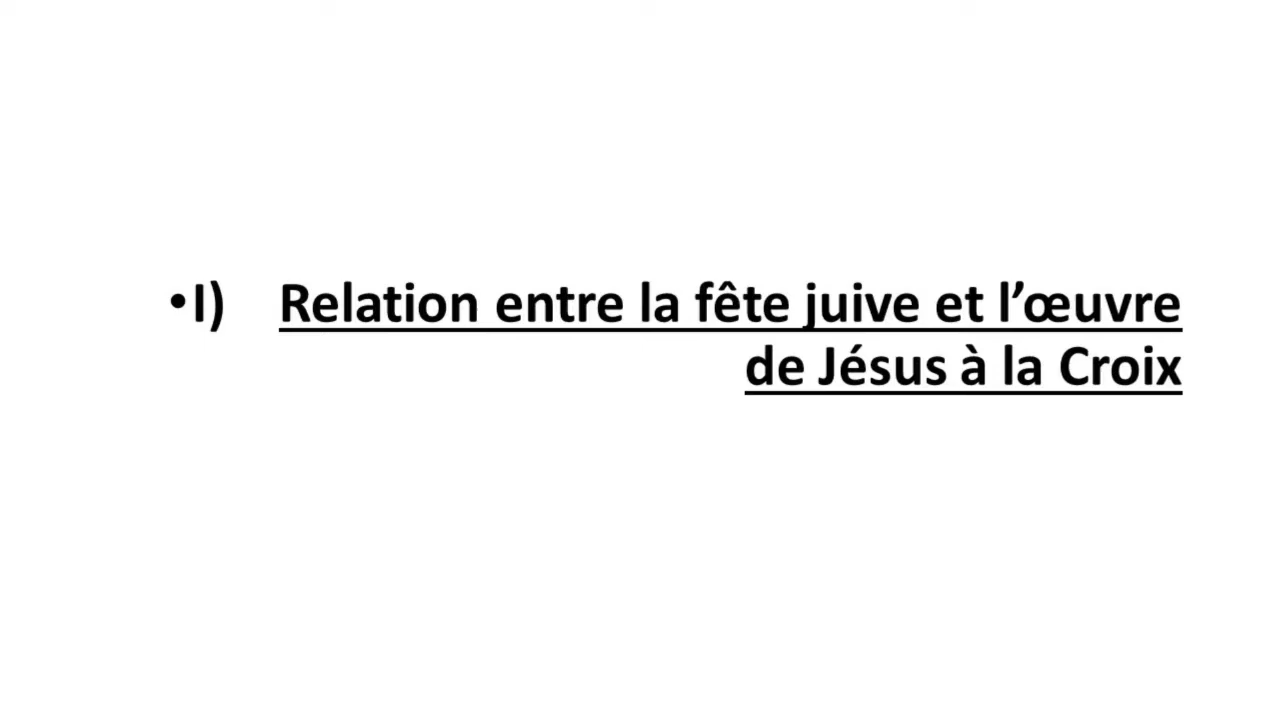 •I) Relation entre la fête juive et l’œuvre
de Jésus à la Croix